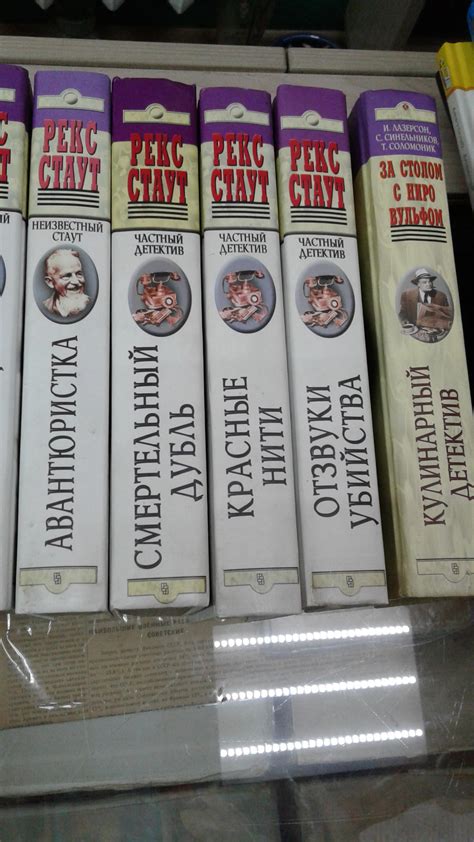 РЕКС
СТАУТ
НЕИЗВЕСТНЫЙ
СТАУТ
АВАНТЮРИСТКА
РЕКС
СТАУТ
ЧАСТНЫЙ
ДЕТЕКТИВ
СМЕРТЕЛЬНЫЙ
ДУБЛЬ
РЕКС
СТАУТ
ЧАСТНЫЙ
ДЕТЕКТИВ
КРАСНЫЕ
НИТИ
РЕКС
СТАУТ
ЧАСТНЫЙ
ДЕТЕКТИВ
ОТЗВУКИ
УБИЙСТВА
И. ЛАЗЕРСОН,
С. СИНЕЛЬНИКОВ,
Т. СОЛОМОНИК
ЗА СТОЛОМ
С НИРО
ВУЛЬФОМ
КУЛИНАРНЫЙ
ДЕТЕКТИВ